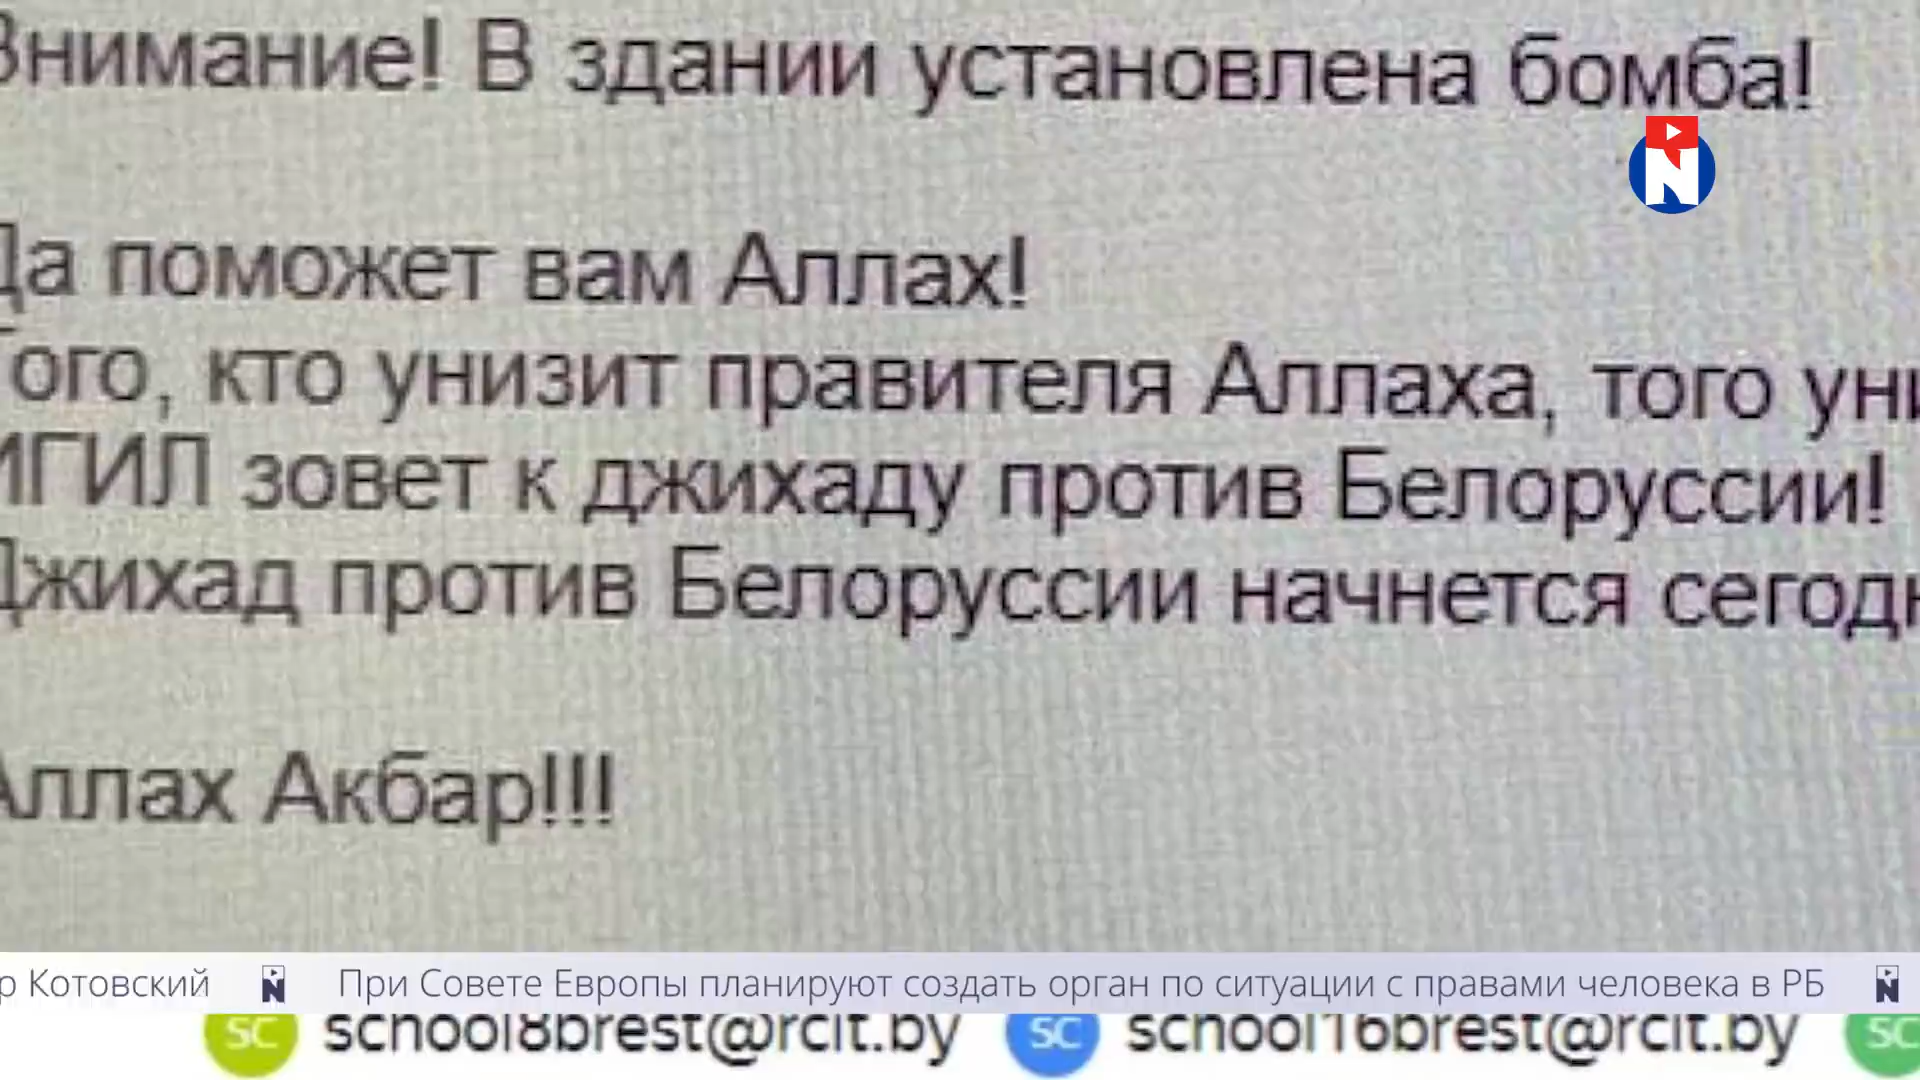 Внимание! В здании установлена бомба!
Да поможет вам Аллах!
Того, кто унизит правителя Аллаха, того
ИГИЛ зовет к джихаду против Белоруссии!
Джихад против Белоруссии начнется
Аллах Акбар!!!
Котовский
При Совете Европы планируют создать орган по ситуации с правами человека в РБ
SC school8brest@rcit.by SC school16brest@rcit.by SC